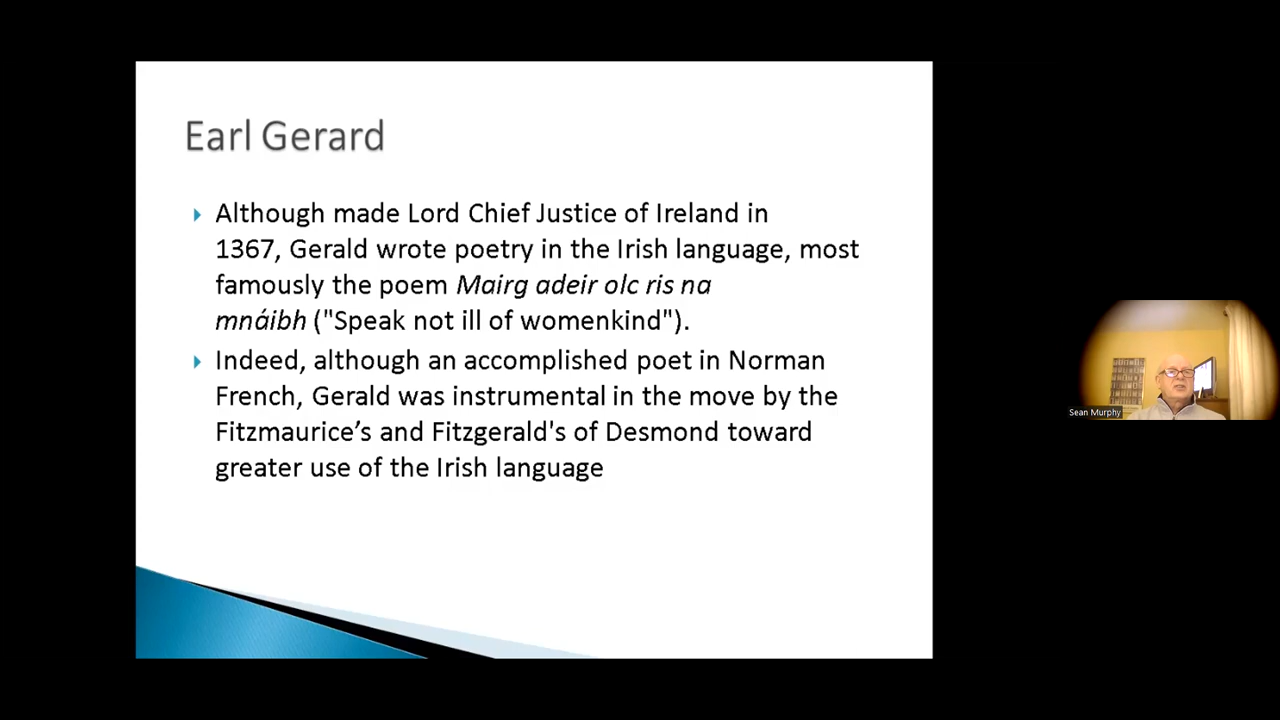 Earl Gerard
Although made Lord Chief Justice of Ireland in
1367, Gerald wrote poetry in the Irish language, most
famously the poem Mairg adeir olc ris na
mnáibh ("Speak not ill of womenkind").
Indeed, although an accomplished poet in Norman
French, Gerald was instrumental in the move by the
Fitzmaurice’s and Fitzgerald's of Desmond toward
greater use of the Irish language
Sean Murphy